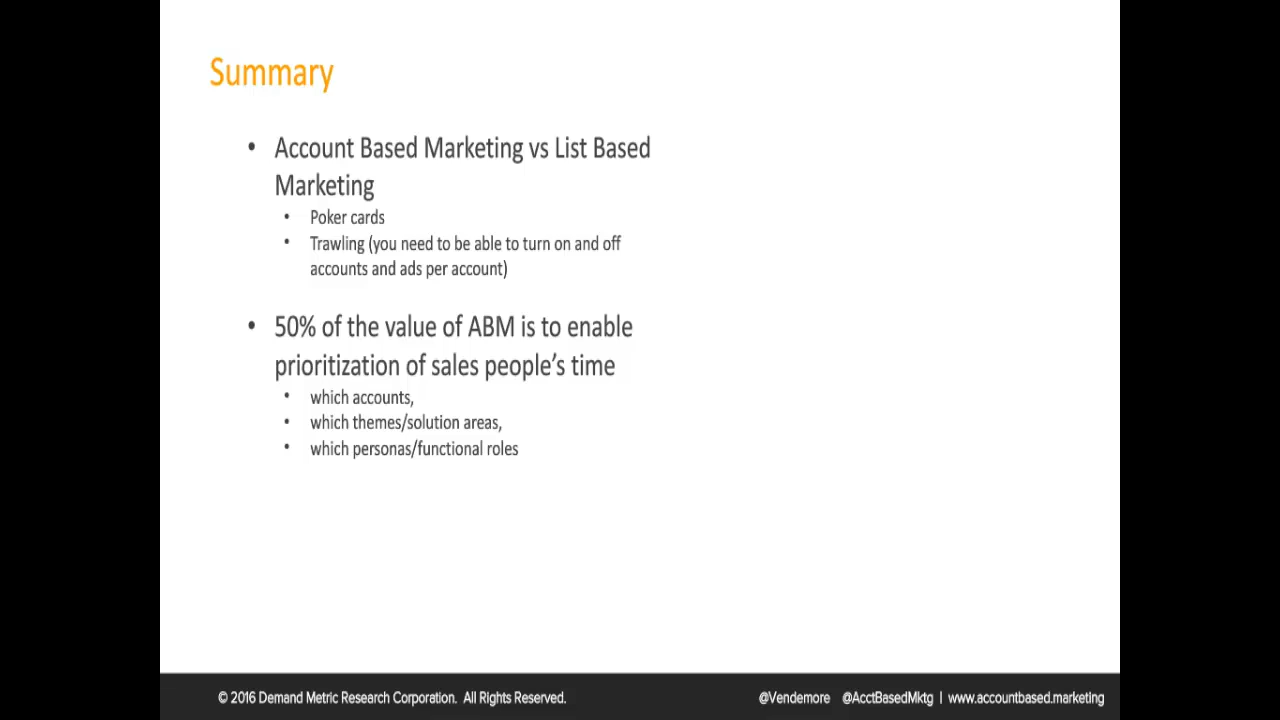 Summary
• Account Based Marketing vs List Based
Marketing
• Poker cards
• Trawling (you need to be able to turn on and off
accounts and ads per account)
• 50% of the value of ABM is to enable
prioritization of sales people’s time
• which accounts,
• which themes/solution areas,
• which personas/functional roles
© 2016 Demand Metric Research Corporation. All Rights Reserved.
@Vendemore @AcctBasedMktg | www.accountbased.marketing